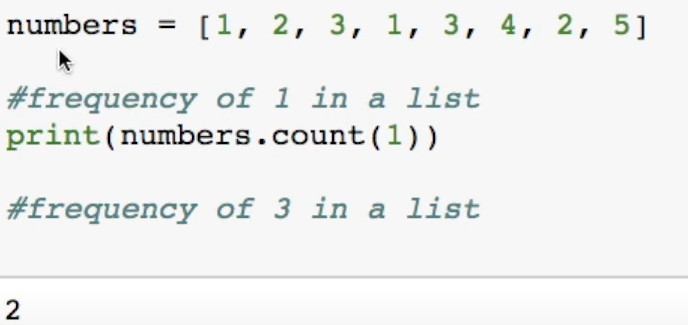 numbers = [1, 2, 3, 1, 3, 4, 2, 5]
#frequency of 1 in a list
print(numbers.count(1))
#frequency of 3 in a list
2